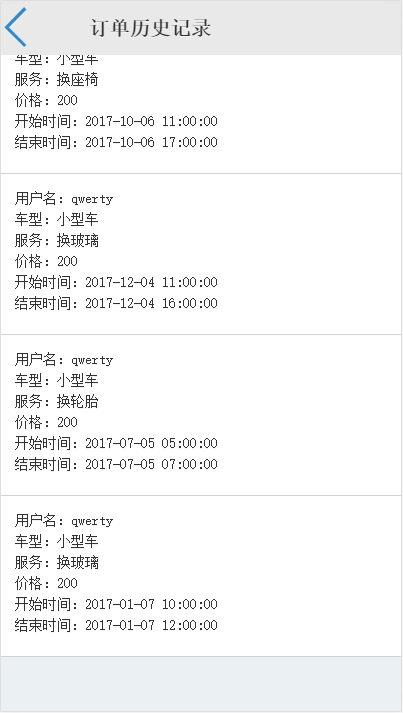 订单历史记录
车型：小型车
服务：换座椅
价格：200
开始时间：2017-10-06 11:00:00
结束时间：2017-10-06 17:00:00
用户名：qwerty
车型：小型车
服务：换玻璃
价格：200
开始时间：2017-12-04 11:00:00
结束时间：2017-12-04 16:00:00
用户名：qwerty
车型：小型车
服务：换轮胎
价格：200
开始时间：2017-07-05 05:00:00
结束时间：2017-07-05 07:00:00
用户名：qwerty
车型：小型车
服务：换玻璃
价格：200
开始时间：2017-01-07 10:00:00
结束时间：2017-01-07 12:00:00